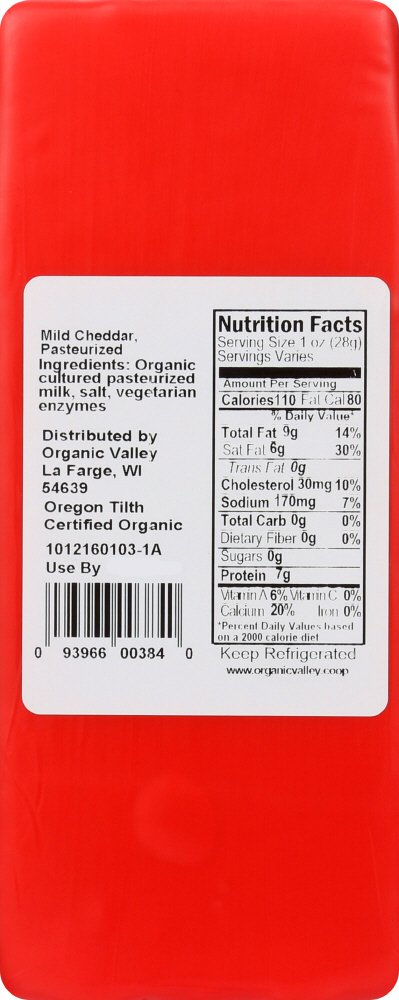 Mild Cheddar,
Pasteurized
Ingredients: Organic
cultured pasteurized
milk, salt, vegetarian
enzymes
Distributed by
Organic Valley
La Farge, WI
54639
Oregon Tilth
Certified Organic
1012160103-1A
Use By
0 93966 00384 0
Nutrition Facts
Serving Size 1 oz (28g)
Servings Varies
Amount Per Serving
Calories110 Fat Cal80
% Daily Value*
Total Fat 9g 14%
Sat Fat 6g 30%
Trans Fat 0g
Cholesterol 30mg 10%
Sodium 170mg 7%
Total Carb 0g 0%
Dietary Fiber 0g 0%
Sugars 0g
Protein 7g
Vitamin A 6% Vitamin C 0%
Calcium 20% Iron 0%
*Percent Daily Values based
on a 2000 calorie diet
Keep Refrigerated
www.organicvalley.coop